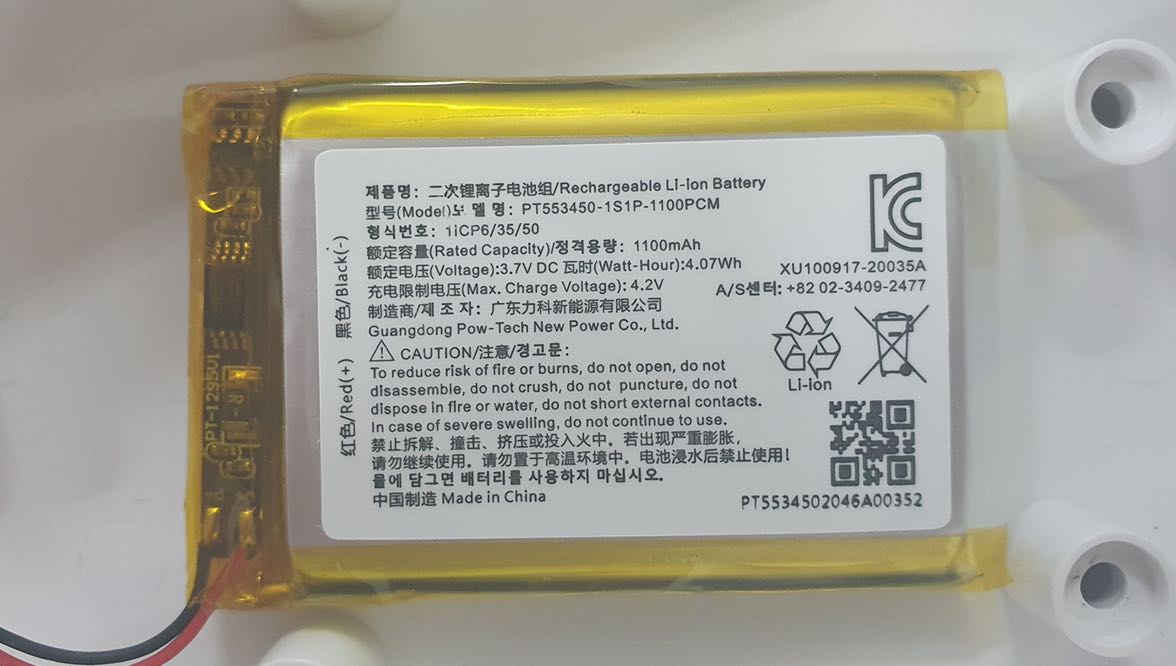 制品名：二次锂离子电池组/Rechargeable Li-ion Battery
型号(Model)모 델 명：PT553450-1S1P-1100PCM
형식번호：1iCP6/35/50
额定容量(Rated Capacity)/정격용량：1100mAh
额定电压(Voltage):3.7V DC 瓦时(Watt-Hour):4.07Wh
充电限制电压(Max. Charge Voltage): 4.2V
制造商/제 조 자：广东力科新能源有限公司
Guangdong Pow-Tech New Power Co., Ltd.
CAUTION/注意/경고문：
To reduce risk of fire or burns, do not open, do not
disassemble, do not crush, do not puncture, do not
dispose in fire or water, do not short external contacts.
In case of severe swelling, do not continue to use.
禁止拆解、撞击、挤压或投入火中。若出现严重膨胀，
请勿继续使用。请勿置于高温环境中。电池浸水后禁止使用！
물에 담그면 배터리를 사용하지 마십시오.
中国制造 Made in China
XU100917-20035A
A/S센터: +82 02-3409-2477
Li-ion
PT5534502046A00352
黑色/Black(-)
红色/Red(+)
PT-1295V1